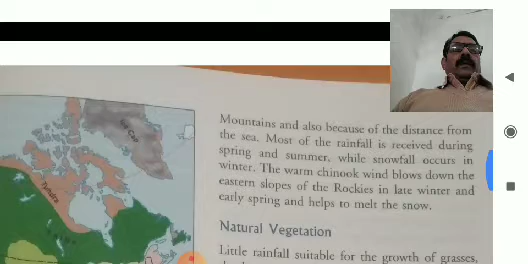 Ice-Cap
Tundra
Mountains and also because of the distance from
the sea. Most of the rainfall is received during
spring and summer, while snowfall occurs in
winter. The warm chinook wind blows down the
eastern slopes of the Rockies in late winter and
early spring and helps to melt the snow.
Natural Vegetation
Little rainfall suitable for the growth of grasses,